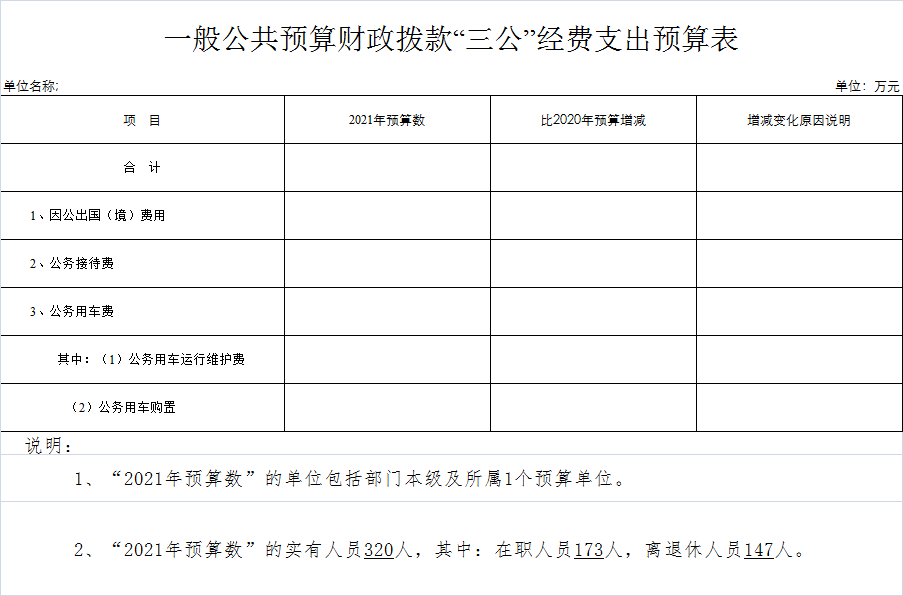 一般公共预算财政拨款“三公”经费支出预算表
单位名称; 单位：万元
项　目 2021年预算数 比2020年预算增减 增减变化原因说明
合　计
1、因公出国（境）费用
2、公务接待费
3、公务用车费
其中：（1）公务用车运行维护费
（2）公务用车购置
说明：
1、“2021年预算数”的单位包括部门本级及所属1个预算单位。
2、“2021年预算数”的实有人员320人，其中：在职人员173人，离退休人员147人。